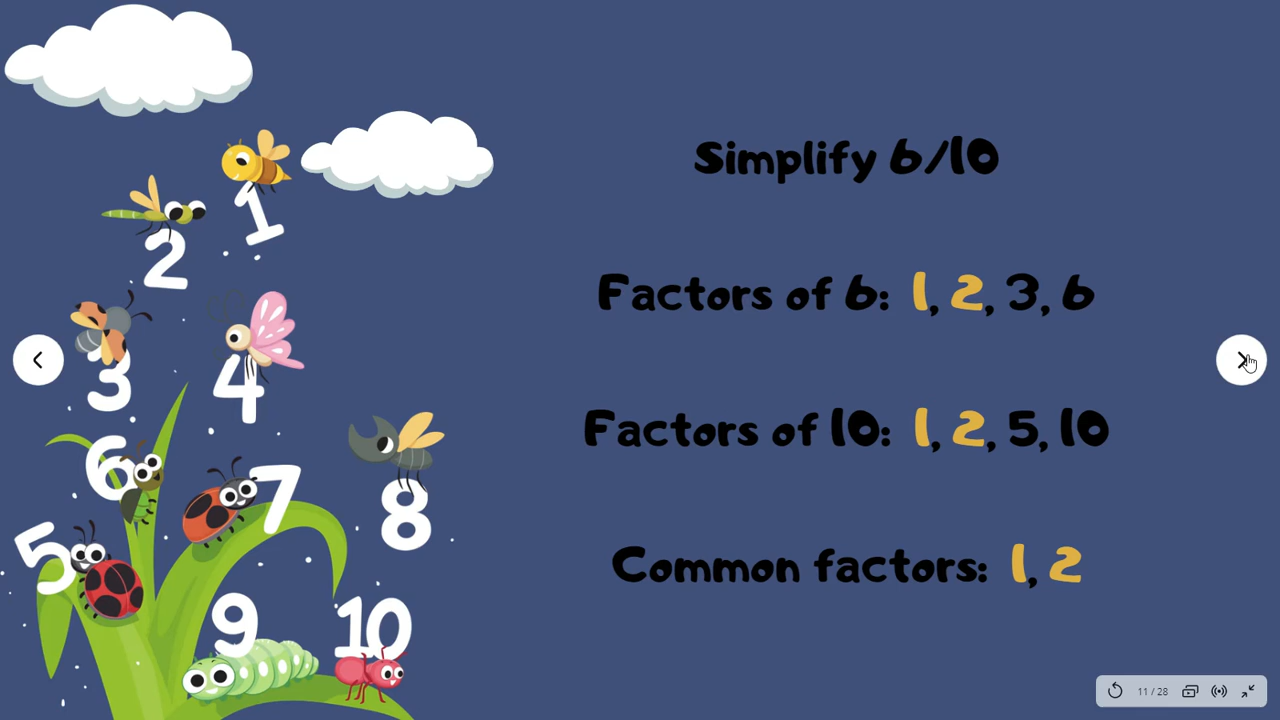 1
2
3
4
6
7
8
5
9
10
Simplify 6/10
Factors of 6: 1, 2, 3, 6
Factors of 10: 1, 2, 5, 10
Common factors: 1, 2
11 / 28